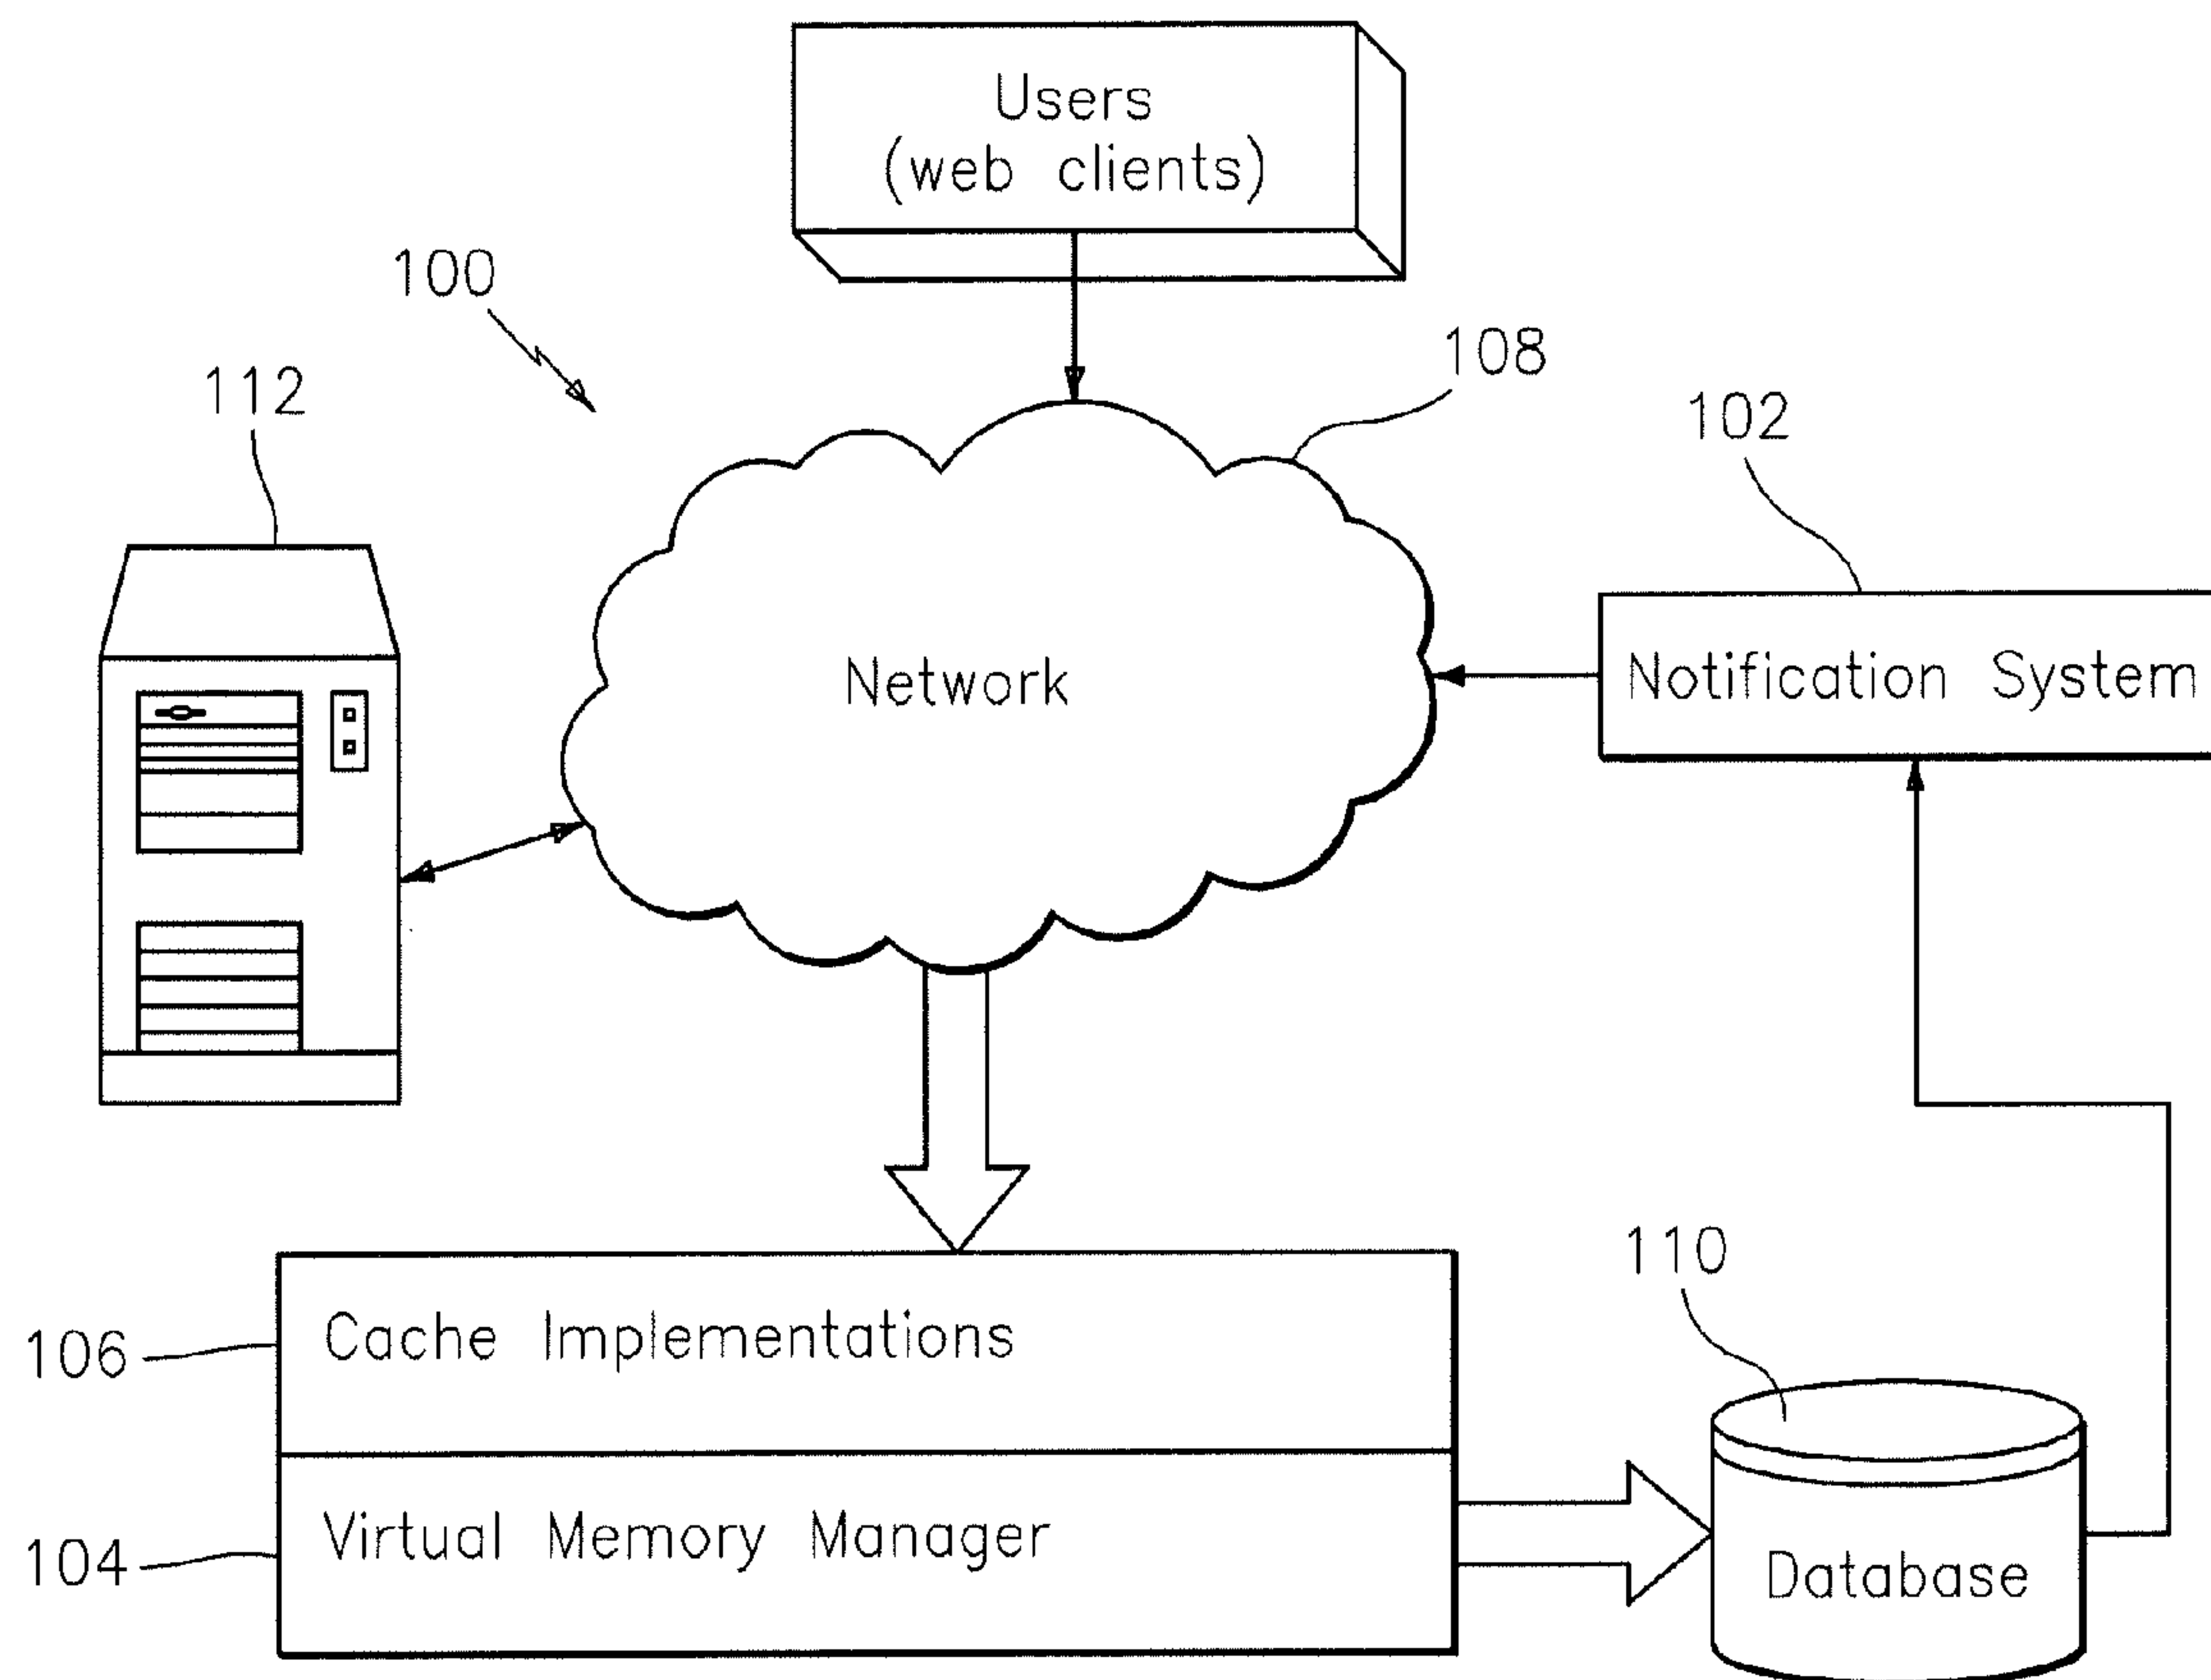 Users
(web clients)
100
108
112
102
Network
Notification System
110
106
Cache Implementations
104
Virtual Memory Manager
Database